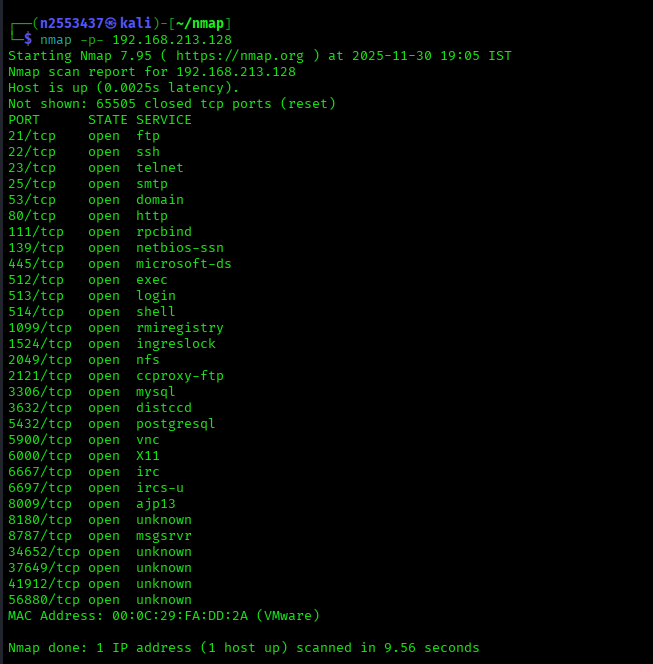 ┌──(n2553437㉿kali)-[~/nmap]
└─$ nmap -p- 192.168.213.128
Starting Nmap 7.95 ( https://nmap.org ) at 2025-11-30 19:05 IST
Nmap scan report for 192.168.213.128
Host is up (0.0025s latency).
Not shown: 65505 closed tcp ports (reset)
PORT      STATE SERVICE
21/tcp    open  ftp
22/tcp    open  ssh
23/tcp    open  telnet
25/tcp    open  smtp
53/tcp    open  domain
80/tcp    open  http
111/tcp   open  rpcbind
139/tcp   open  netbios-ssn
445/tcp   open  microsoft-ds
512/tcp   open  exec
513/tcp   open  login
514/tcp   open  shell
1099/tcp  open  rmiregistry
1524/tcp  open  ingreslock
2049/tcp  open  nfs
2121/tcp  open  ccproxy-ftp
3306/tcp  open  mysql
3632/tcp  open  distccd
5432/tcp  open  postgresql
5900/tcp  open  vnc
6000/tcp  open  X11
6667/tcp  open  irc
6697/tcp  open  ircs-u
8009/tcp  open  ajp13
8180/tcp  open  unknown
8787/tcp  open  msgsrvr
34652/tcp open  unknown
37649/tcp open  unknown
41912/tcp open  unknown
56880/tcp open  unknown
MAC Address: 00:0C:29:FA:DD:2A (VMware)
Nmap done: 1 IP address (1 host up) scanned in 9.56 seconds